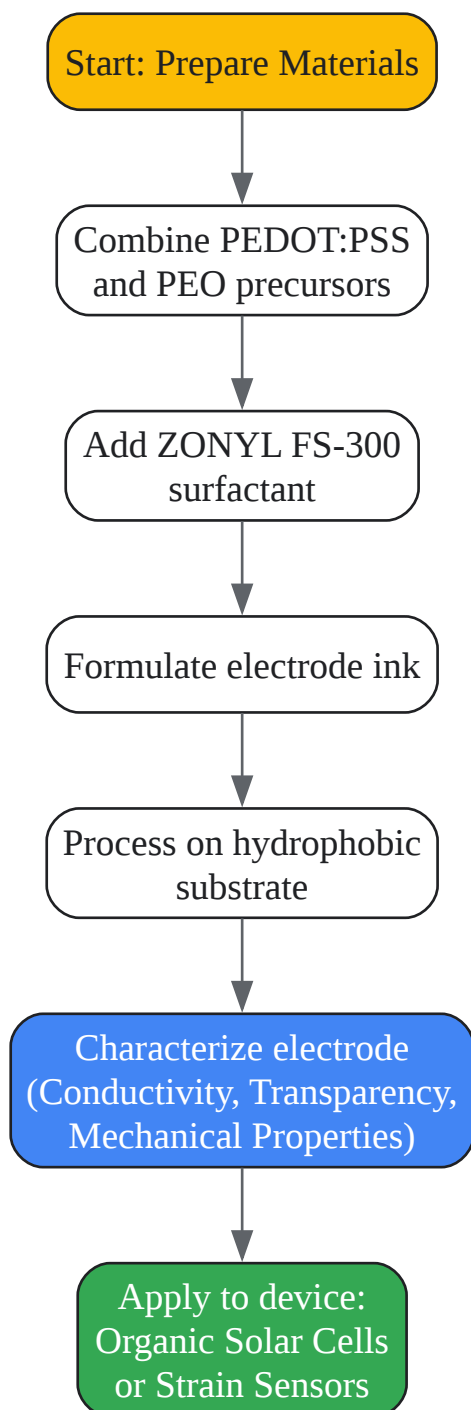 Start: Prepare Materials
Combine PEDOT:PSS
and PEO precursors
Add ZONYL FS-300
surfactant
Formulate electrode ink
Process on hydrophobic
substrate
Characterize electrode
(Conductivity, Transparency,
Mechanical Properties)
Apply to device:
Organic Solar Cells
or Strain Sensors